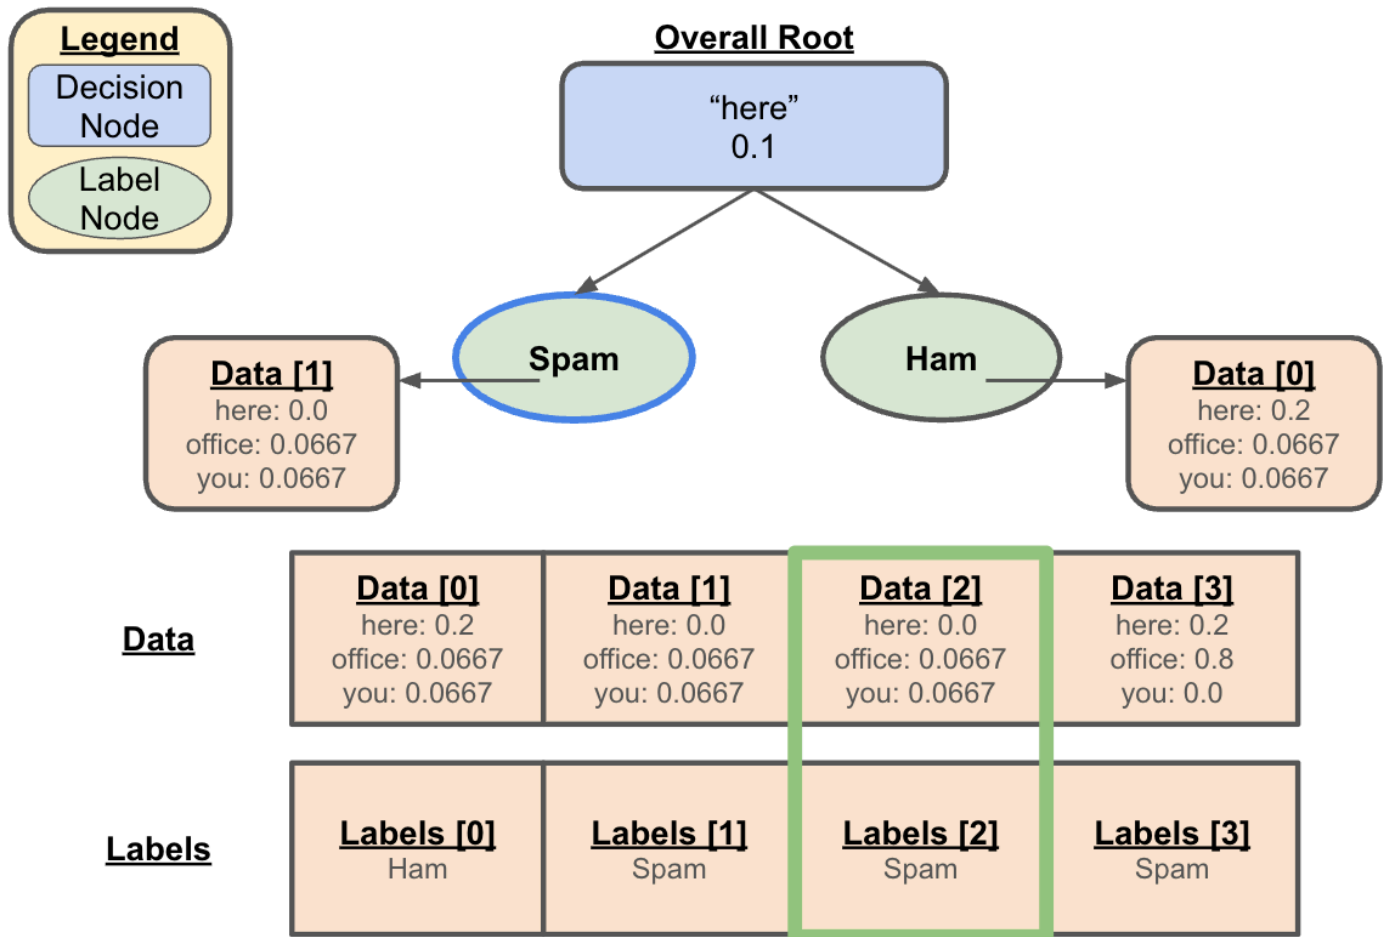 Legend
Decision
Node
Label
Node
Overall Root
“here”
0.1
Spam
Ham
Data [1]
here: 0.0
office: 0.0667
you: 0.0667
Data [0]
here: 0.2
office: 0.0667
you: 0.0667
Data
Data [0]
here: 0.2
office: 0.0667
you: 0.0667
Data [1]
here: 0.0
office: 0.0667
you: 0.0667
Data [2]
here: 0.0
office: 0.0667
you: 0.0667
Data [3]
here: 0.2
office: 0.8
you: 0.0
Labels
Labels [0]
Ham
Labels [1]
Spam
Labels [2]
Spam
Labels [3]
Spam